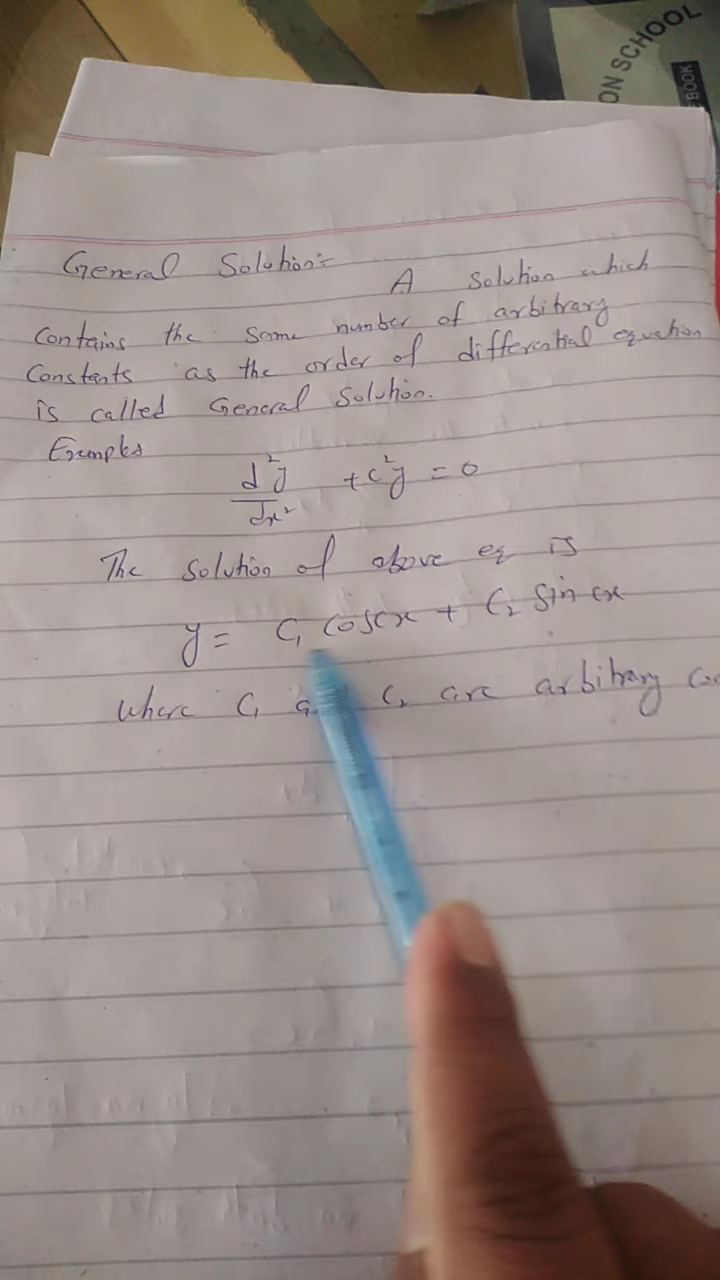 ON SCHOOL
BOOK
General Solution:-
A solution which
contains the same number of arbitrary
constants as the order of differential equation
is called General Solution.
Examples
d²y/dx² + c²y = 0
The solution of above eq is
y = C₁ cos cx + C₂ Sin cx
where C₁ C₂ are arbitrary